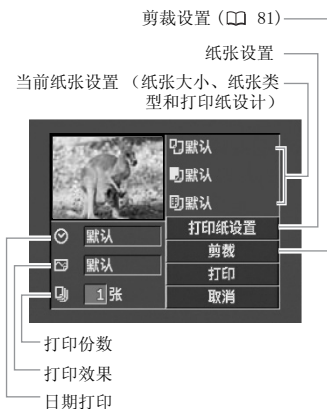 剪裁设置 ( 81)
纸张设置
当前纸张设置 （纸张大小、纸张类
型和打印纸设计）
默认
默认
默认
默认
打印纸设置
剪裁
默认
打印
1张
取消
打印份数
打印效果
日期打印